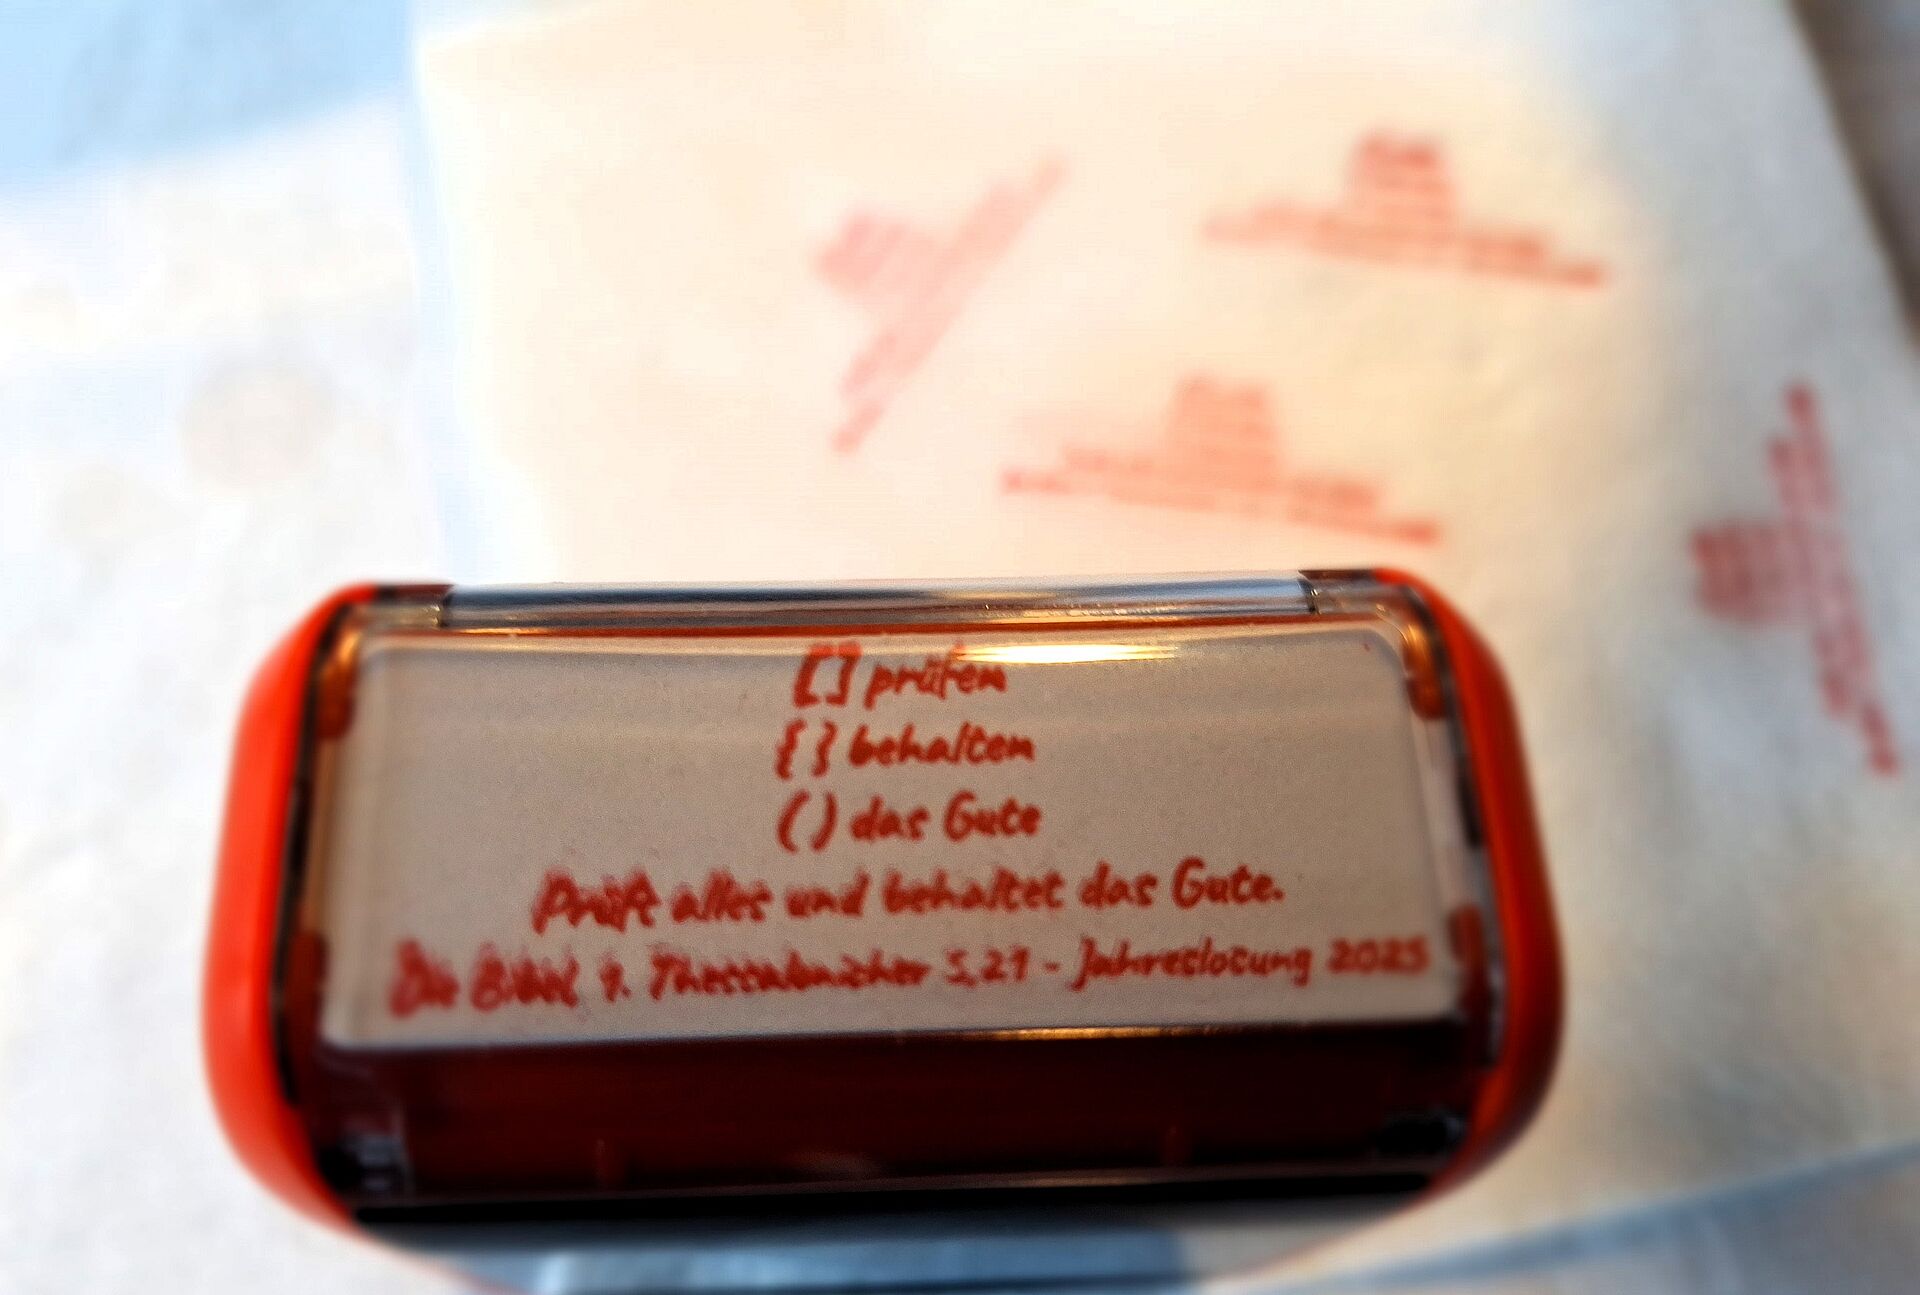 [] prüfen
{ } behalten
( ) das Gute
Prüft alles und behaltet das Gute.
Die Bibel 1. Thessalonicher 5,21 - Jahreslosung 2025